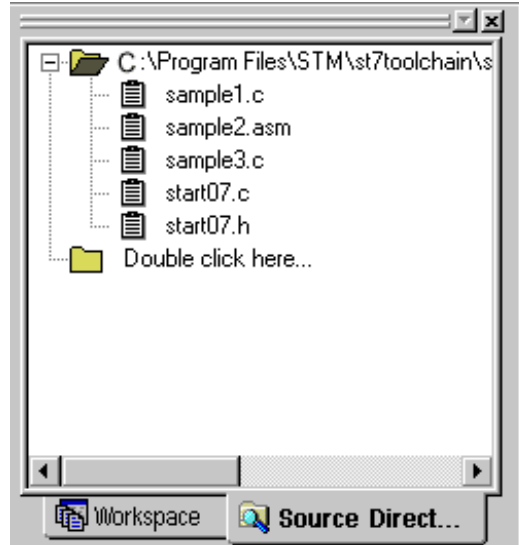 C:\Program Files\STM\st7toolchain\s
sample1.c
sample2.asm
sample3.c
start07.c
start07.h
Double click here...
Workspace
Source Direct...